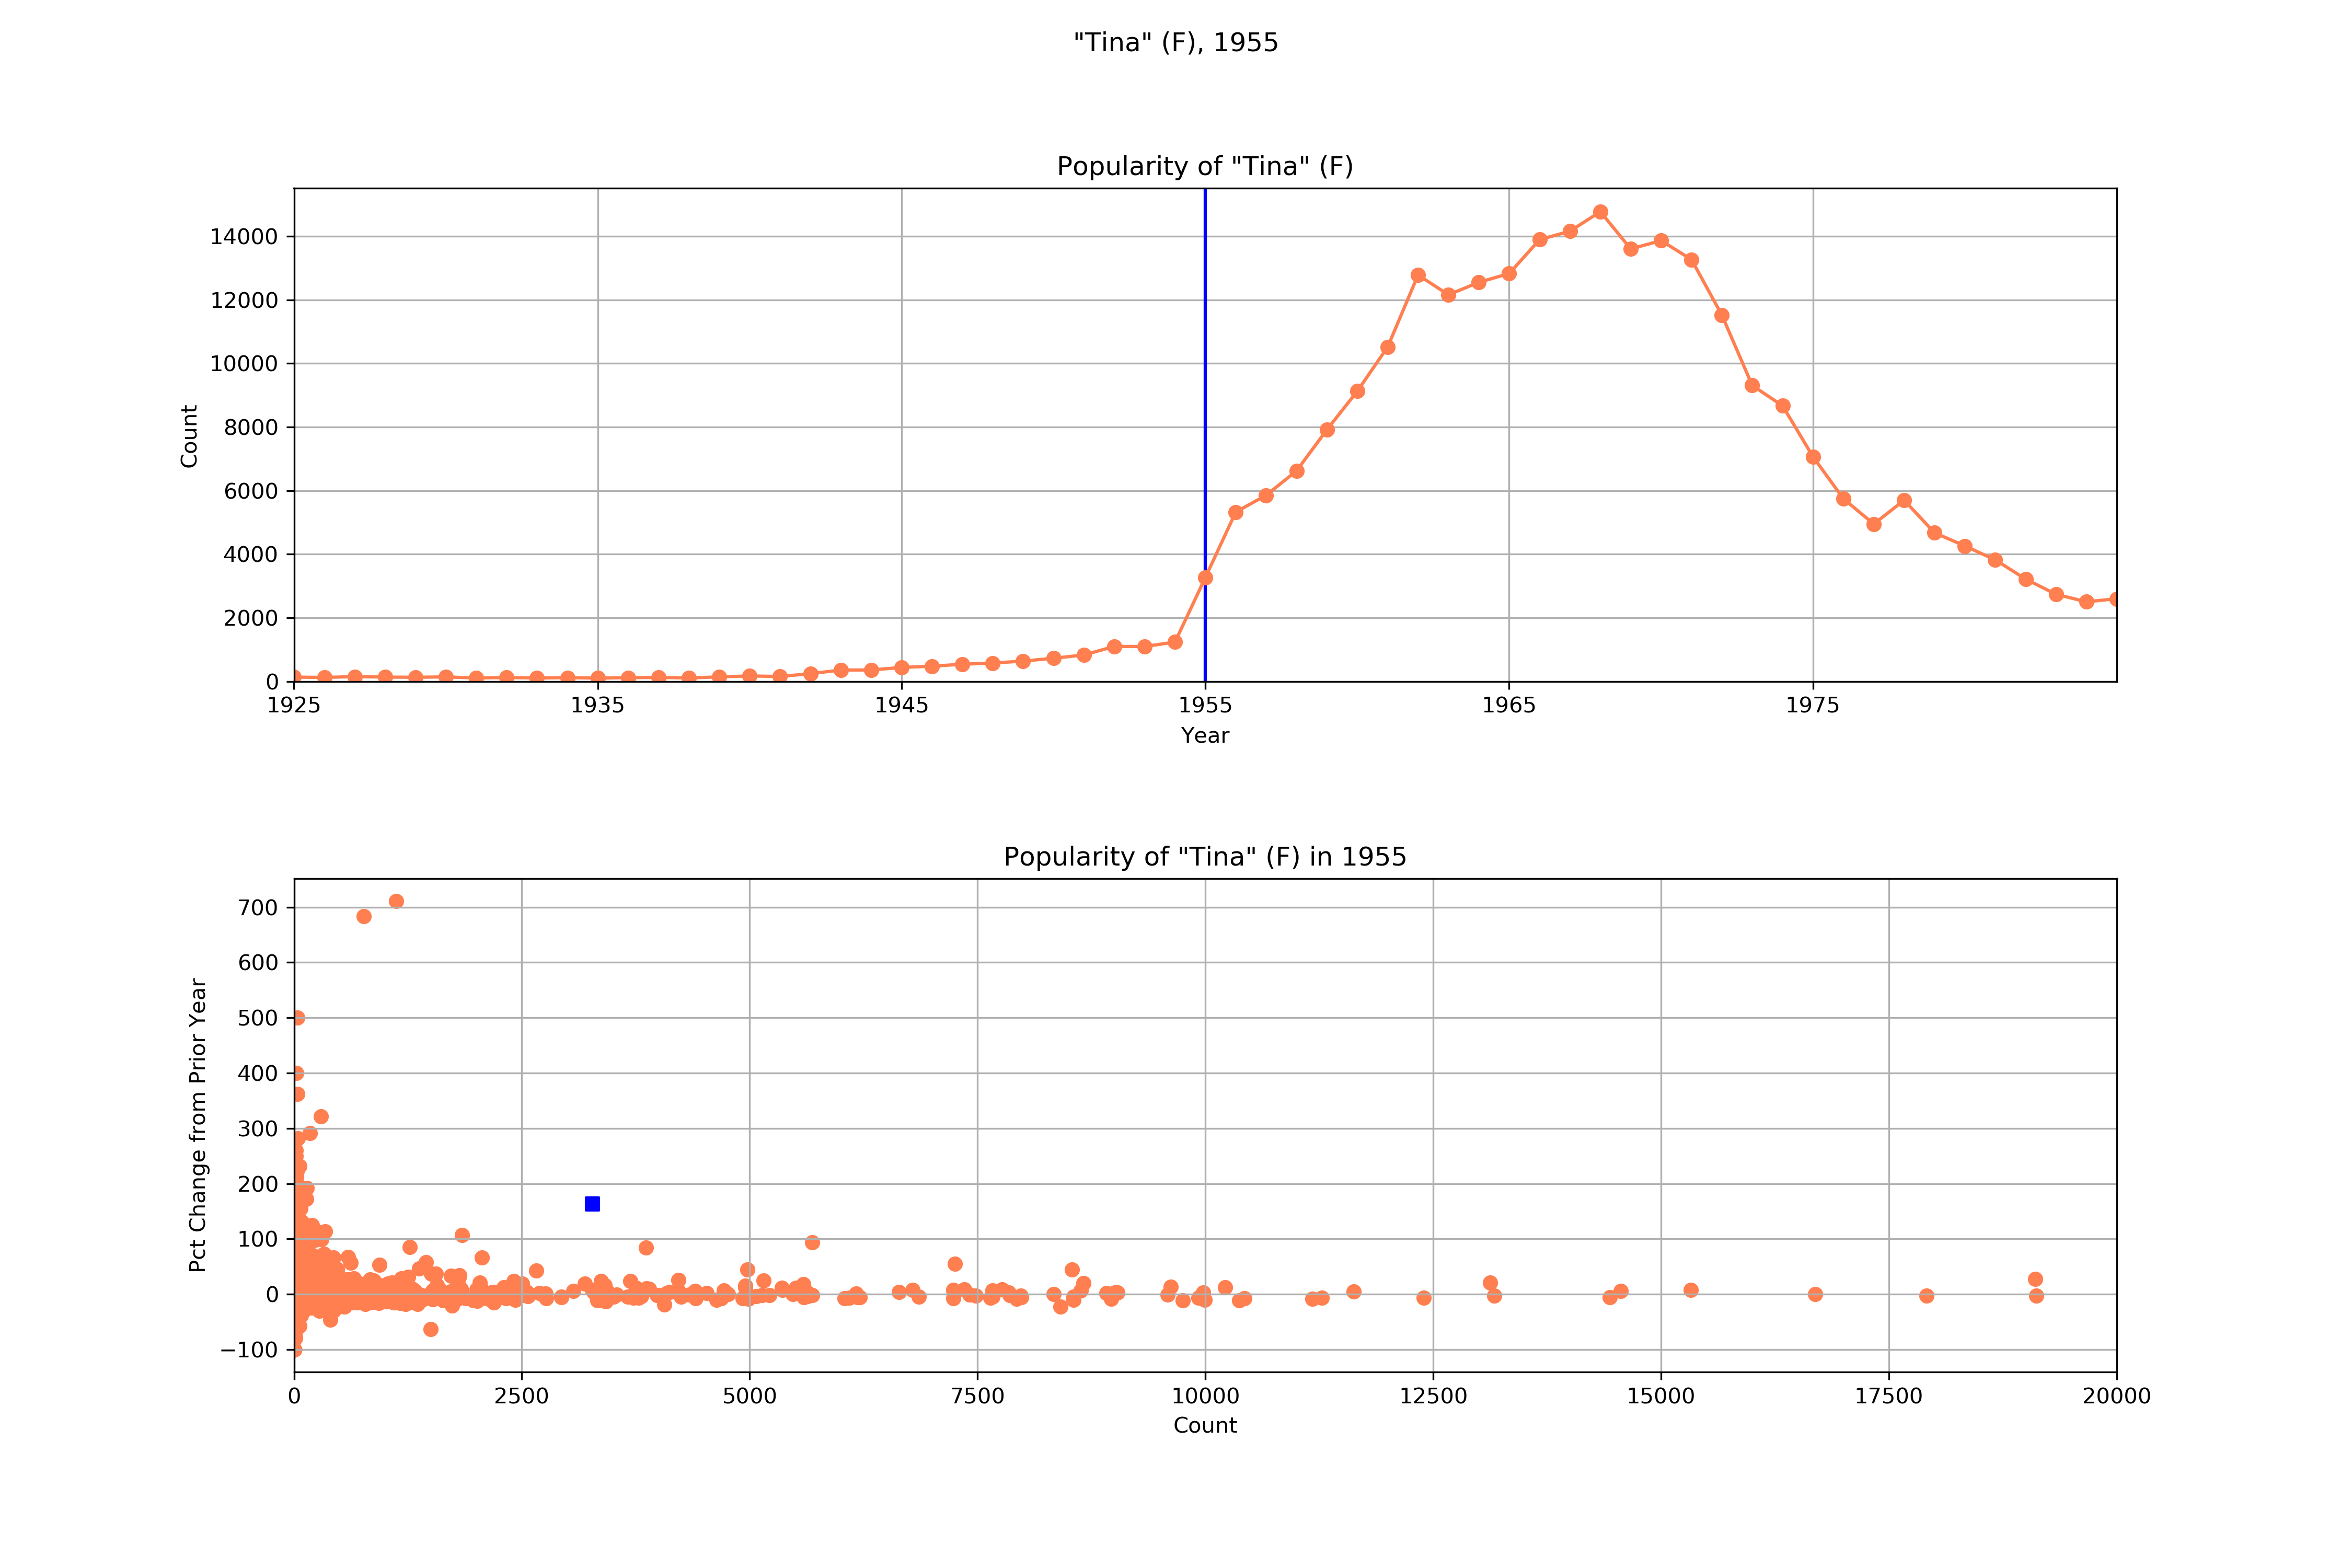 "Tina" (F), 1955
Popularity of "Tina" (F)
14000
12000
10000
8000
6000
4000
2000
0
Count
1925 1935 1945 1955 1965 1975
Year
Popularity of "Tina" (F) in 1955
700
600
500
400
300
200
100
0
−100
Pct Change from Prior Year
0 2500 5000 7500 10000 12500 15000 17500 20000
Count